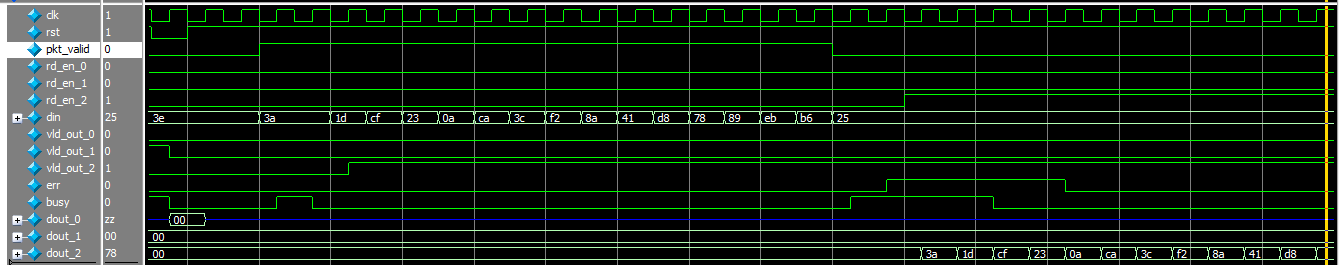 clk 1
rst 1
pkt_valid 0
rd_en_0 0
rd_en_1 0
rd_en_2 1
din 25 3e 3a 1d cf 23 0a ca 3c f2 8a 41 d8 78 89 eb b6 25
vld_out_0 0
vld_out_1 0
vld_out_2 1
err 0
busy 0
dout_0 zz 00
dout_1 00 00
dout_2 78 00 3a 1d cf 23 0a ca 3c f2 8a 41 d8